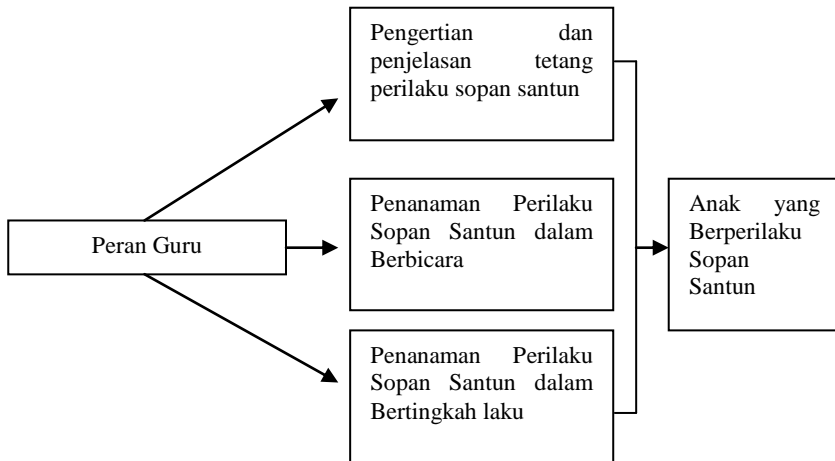 Pengertian dan
penjelasan tetang
perilaku sopan santun
Peran Guru
Penanaman Perilaku
Sopan Santun dalam
Berbicara
Anak yang
Berperilaku
Sopan
Santun
Penanaman Perilaku
Sopan Santun dalam
Bertingkah laku